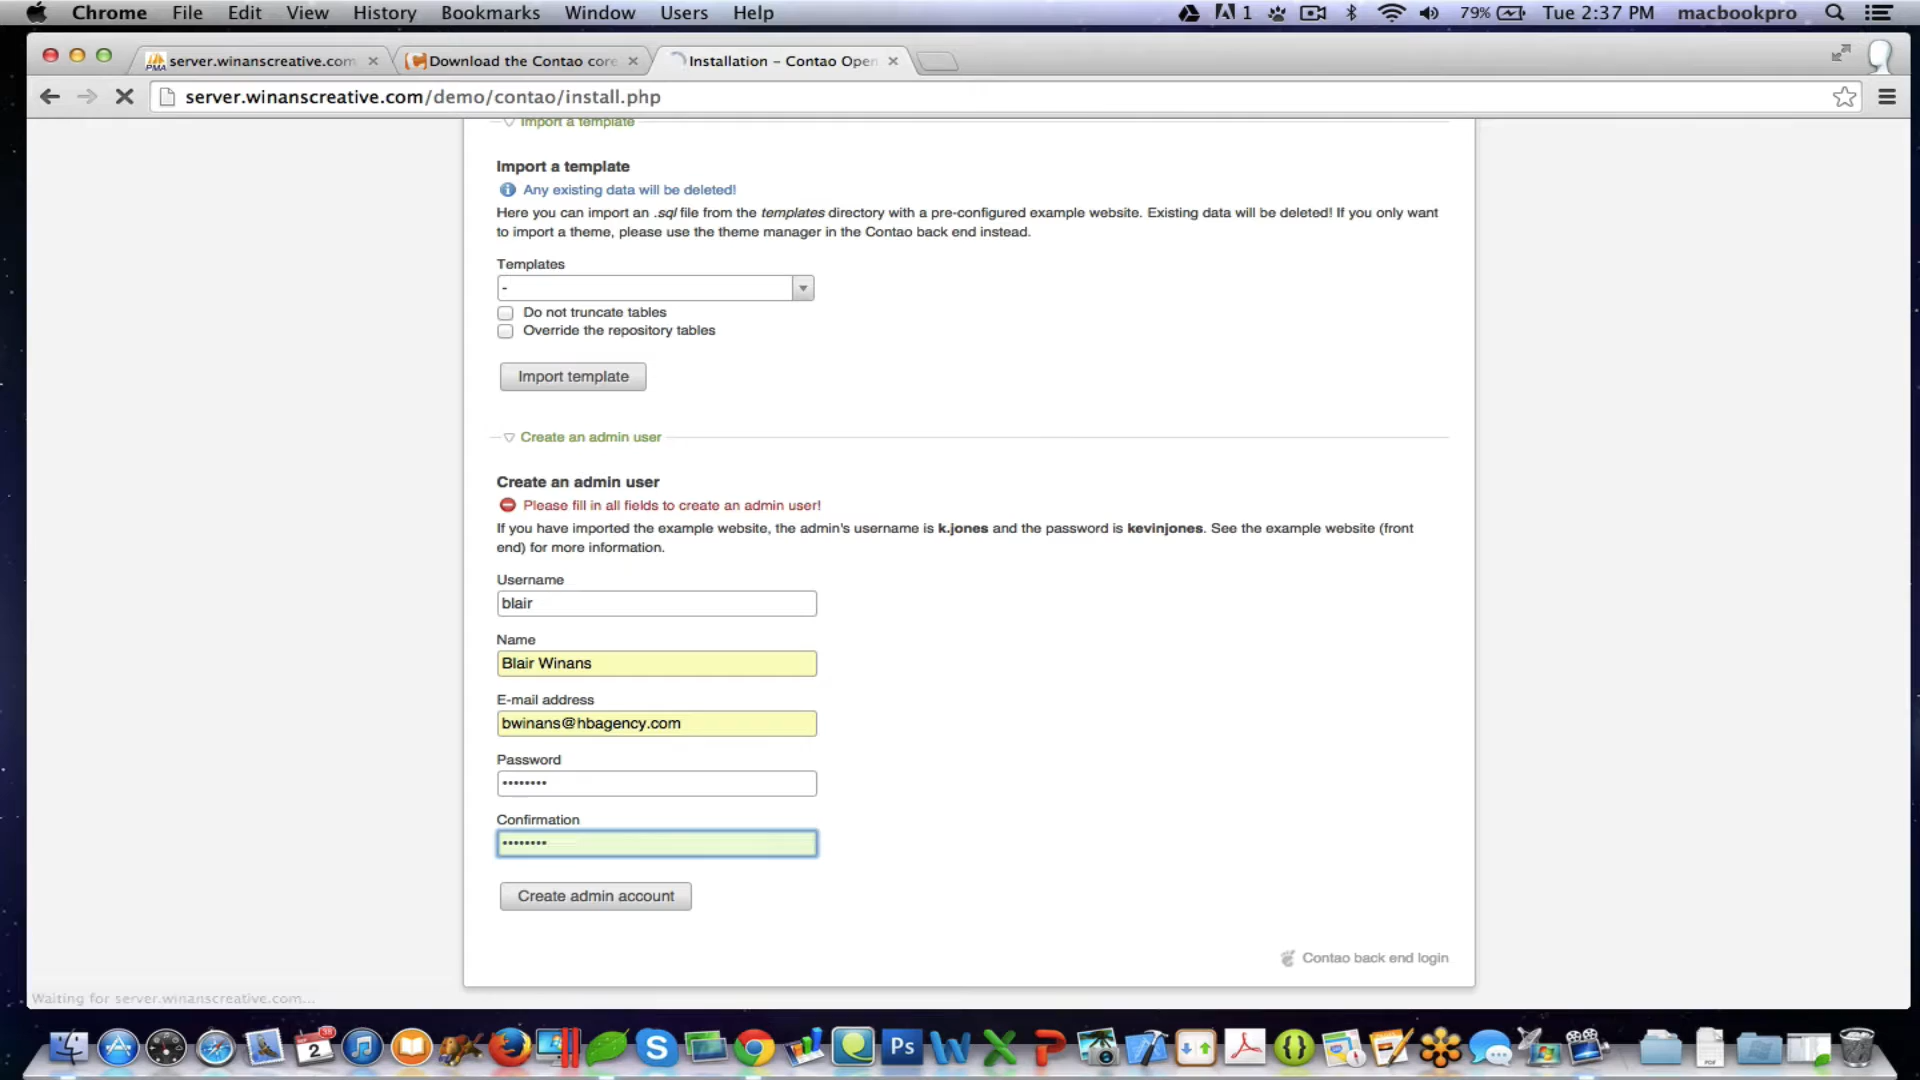 Chrome File Edit View History Bookmarks Window Users Help
1 79% Tue 2:37 PM macbookpro
server.winanscreative.com
Download the Contao core
Installation – Contao Open
server.winanscreative.com/demo/contao/install.php
Import a template
Import a template
Any existing data will be deleted!
Here you can import an .sql file from the templates directory with a pre-configured example website. Existing data will be deleted! If you only want
to import a theme, please use the theme manager in the Contao back end instead.
Templates
-
Do not truncate tables
Override the repository tables
Import template
Create an admin user
Create an admin user
Please fill in all fields to create an admin user!
If you have imported the example website, the admin's username is k.jones and the password is kevinjones. See the example website (front
end) for more information.
Username
blair
Name
Blair Winans
E-mail address
bwinans@hbagency.com
Password
••••••••
Confirmation
••••••••
Create admin account
Contao back end login
Waiting for server.winanscreative.com...